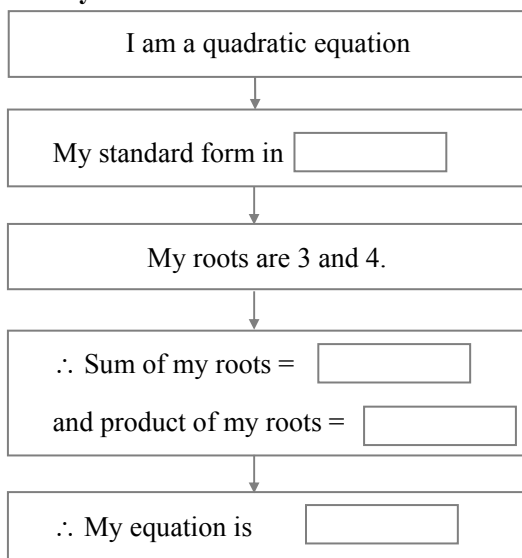 I am a quadratic equation
My standard form in
My roots are 3 and 4.
∴ Sum of my roots =
and product of my roots =
∴ My equation is